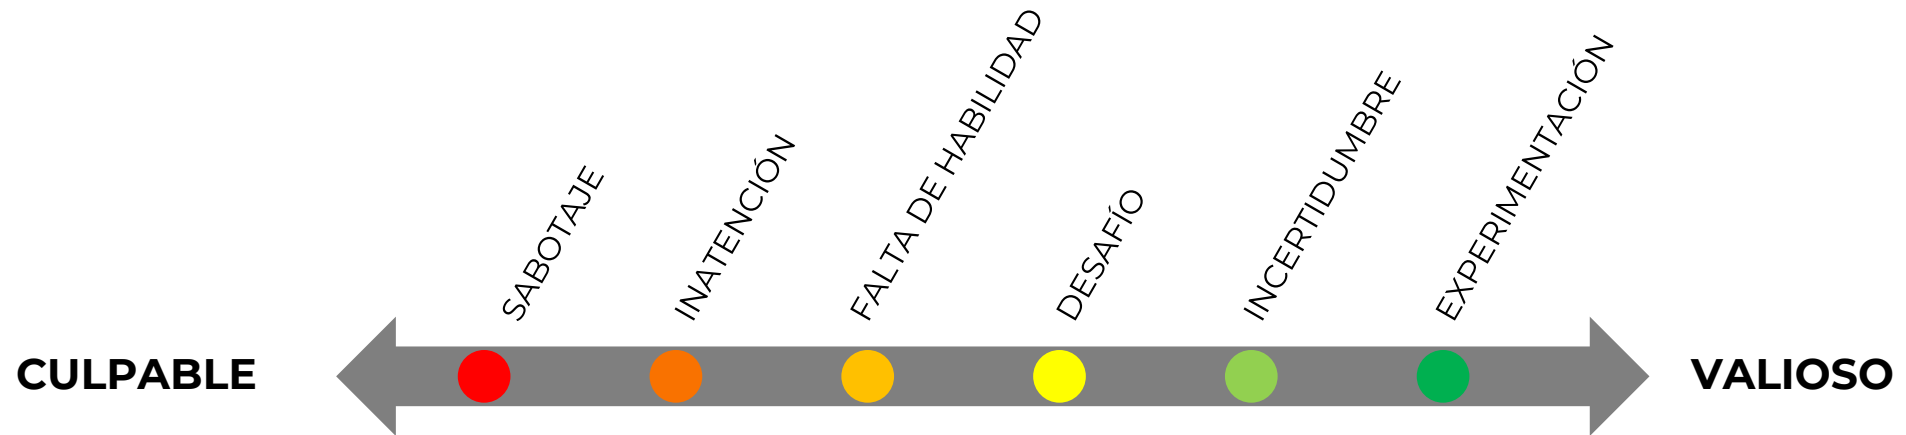 SABOTAJE
INATENCIÓN
FALTA DE HABILIDAD
DESAFÍO
INCERTIDUMBRE
EXPERIMENTACIÓN
CULPABLE
VALIOSO